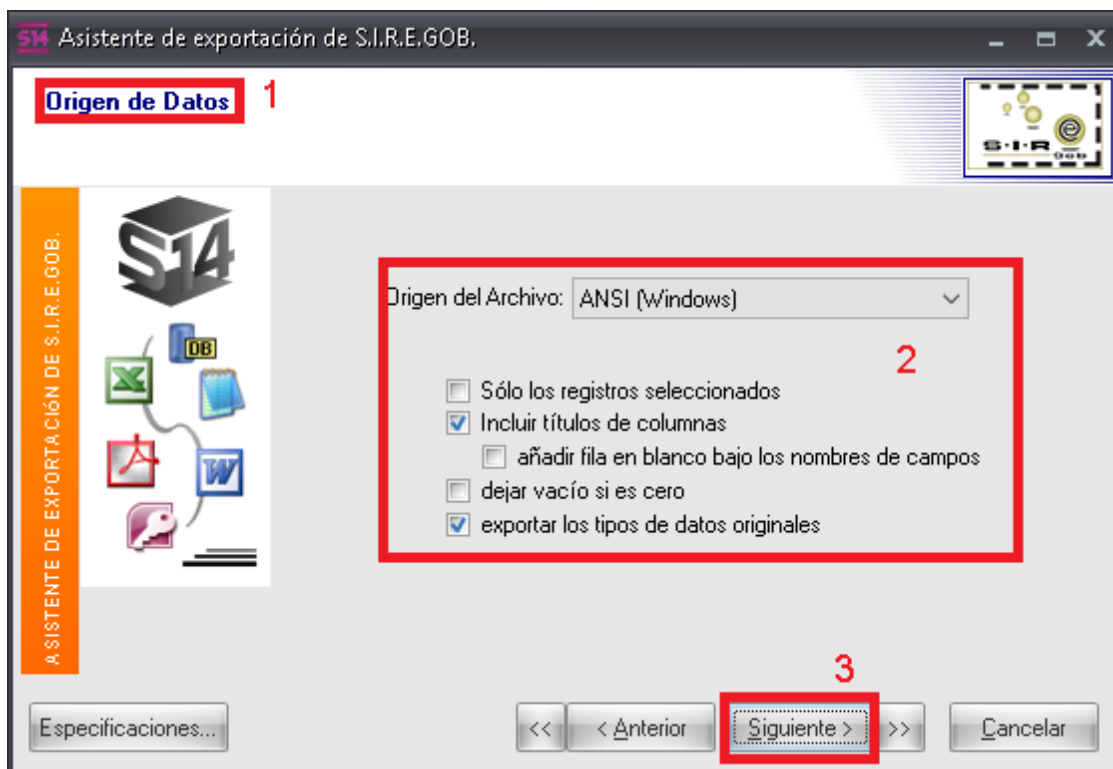 S14 Asistente de exportación de S.I.R.E.GOB.
Origen de Datos 1
S·I·R e
Gob
S14
ASISTENTE DE EXPORTACIÓN DE S.I.R.E.GOB.
DB
X
W
Origen del Archivo: ANSI (Windows)
2
Sólo los registros seleccionados
Incluir títulos de columnas
añadir fila en blanco bajo los nombres de campos
dejar vacío si es cero
exportar los tipos de datos originales
3
Especificaciones... << < Anterior Siguiente > >> Cancelar